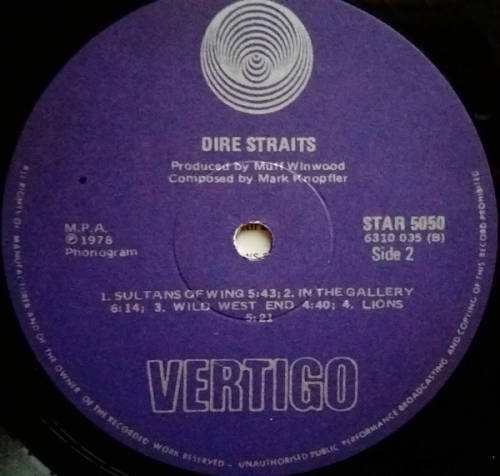 DIRE STRAITS
Produced by Muff Winwood
Composed by Mark Knopfler
M.P.A.
℗ 1978
Phonogram
STAR 5050
6310 035 (B)
Side 2
1. SULTANS OF WING 5:43; 2. IN THE GALLERY
6:14; 3. WILD WEST END 4:40; 4. LIONS
5:21
VERTIGO
ALL RIGHTS OF MANUFACTURER AND OF THE OWNER OF THE RECORDED WORK RESERVED - UNAUTHORISED PUBLIC PERFORMANCE BROADCASTING AND COPYING OF THIS RECORD PROHIBITED